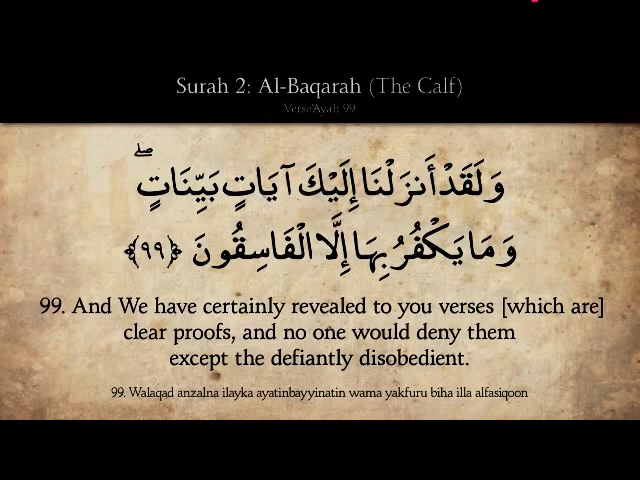 Surah 2: Al-Baqarah (The Calf)
Verse/Ayah 99
وَلَقَدْ أَنزَلْنَا إِلَيْكَ آيَاتٍ بَيِّنَاتٍ ۖ
وَمَا يَكْفُرُ بِهَا إِلَّا الْفَاسِقُونَ ﴿٩٩﴾
99. And We have certainly revealed to you verses [which are]
clear proofs, and no one would deny them
except the defiantly disobedient.
99. Walaqad anzalna ilayka ayatinbayyinatin wama yakfuru biha illa alfasiqoon